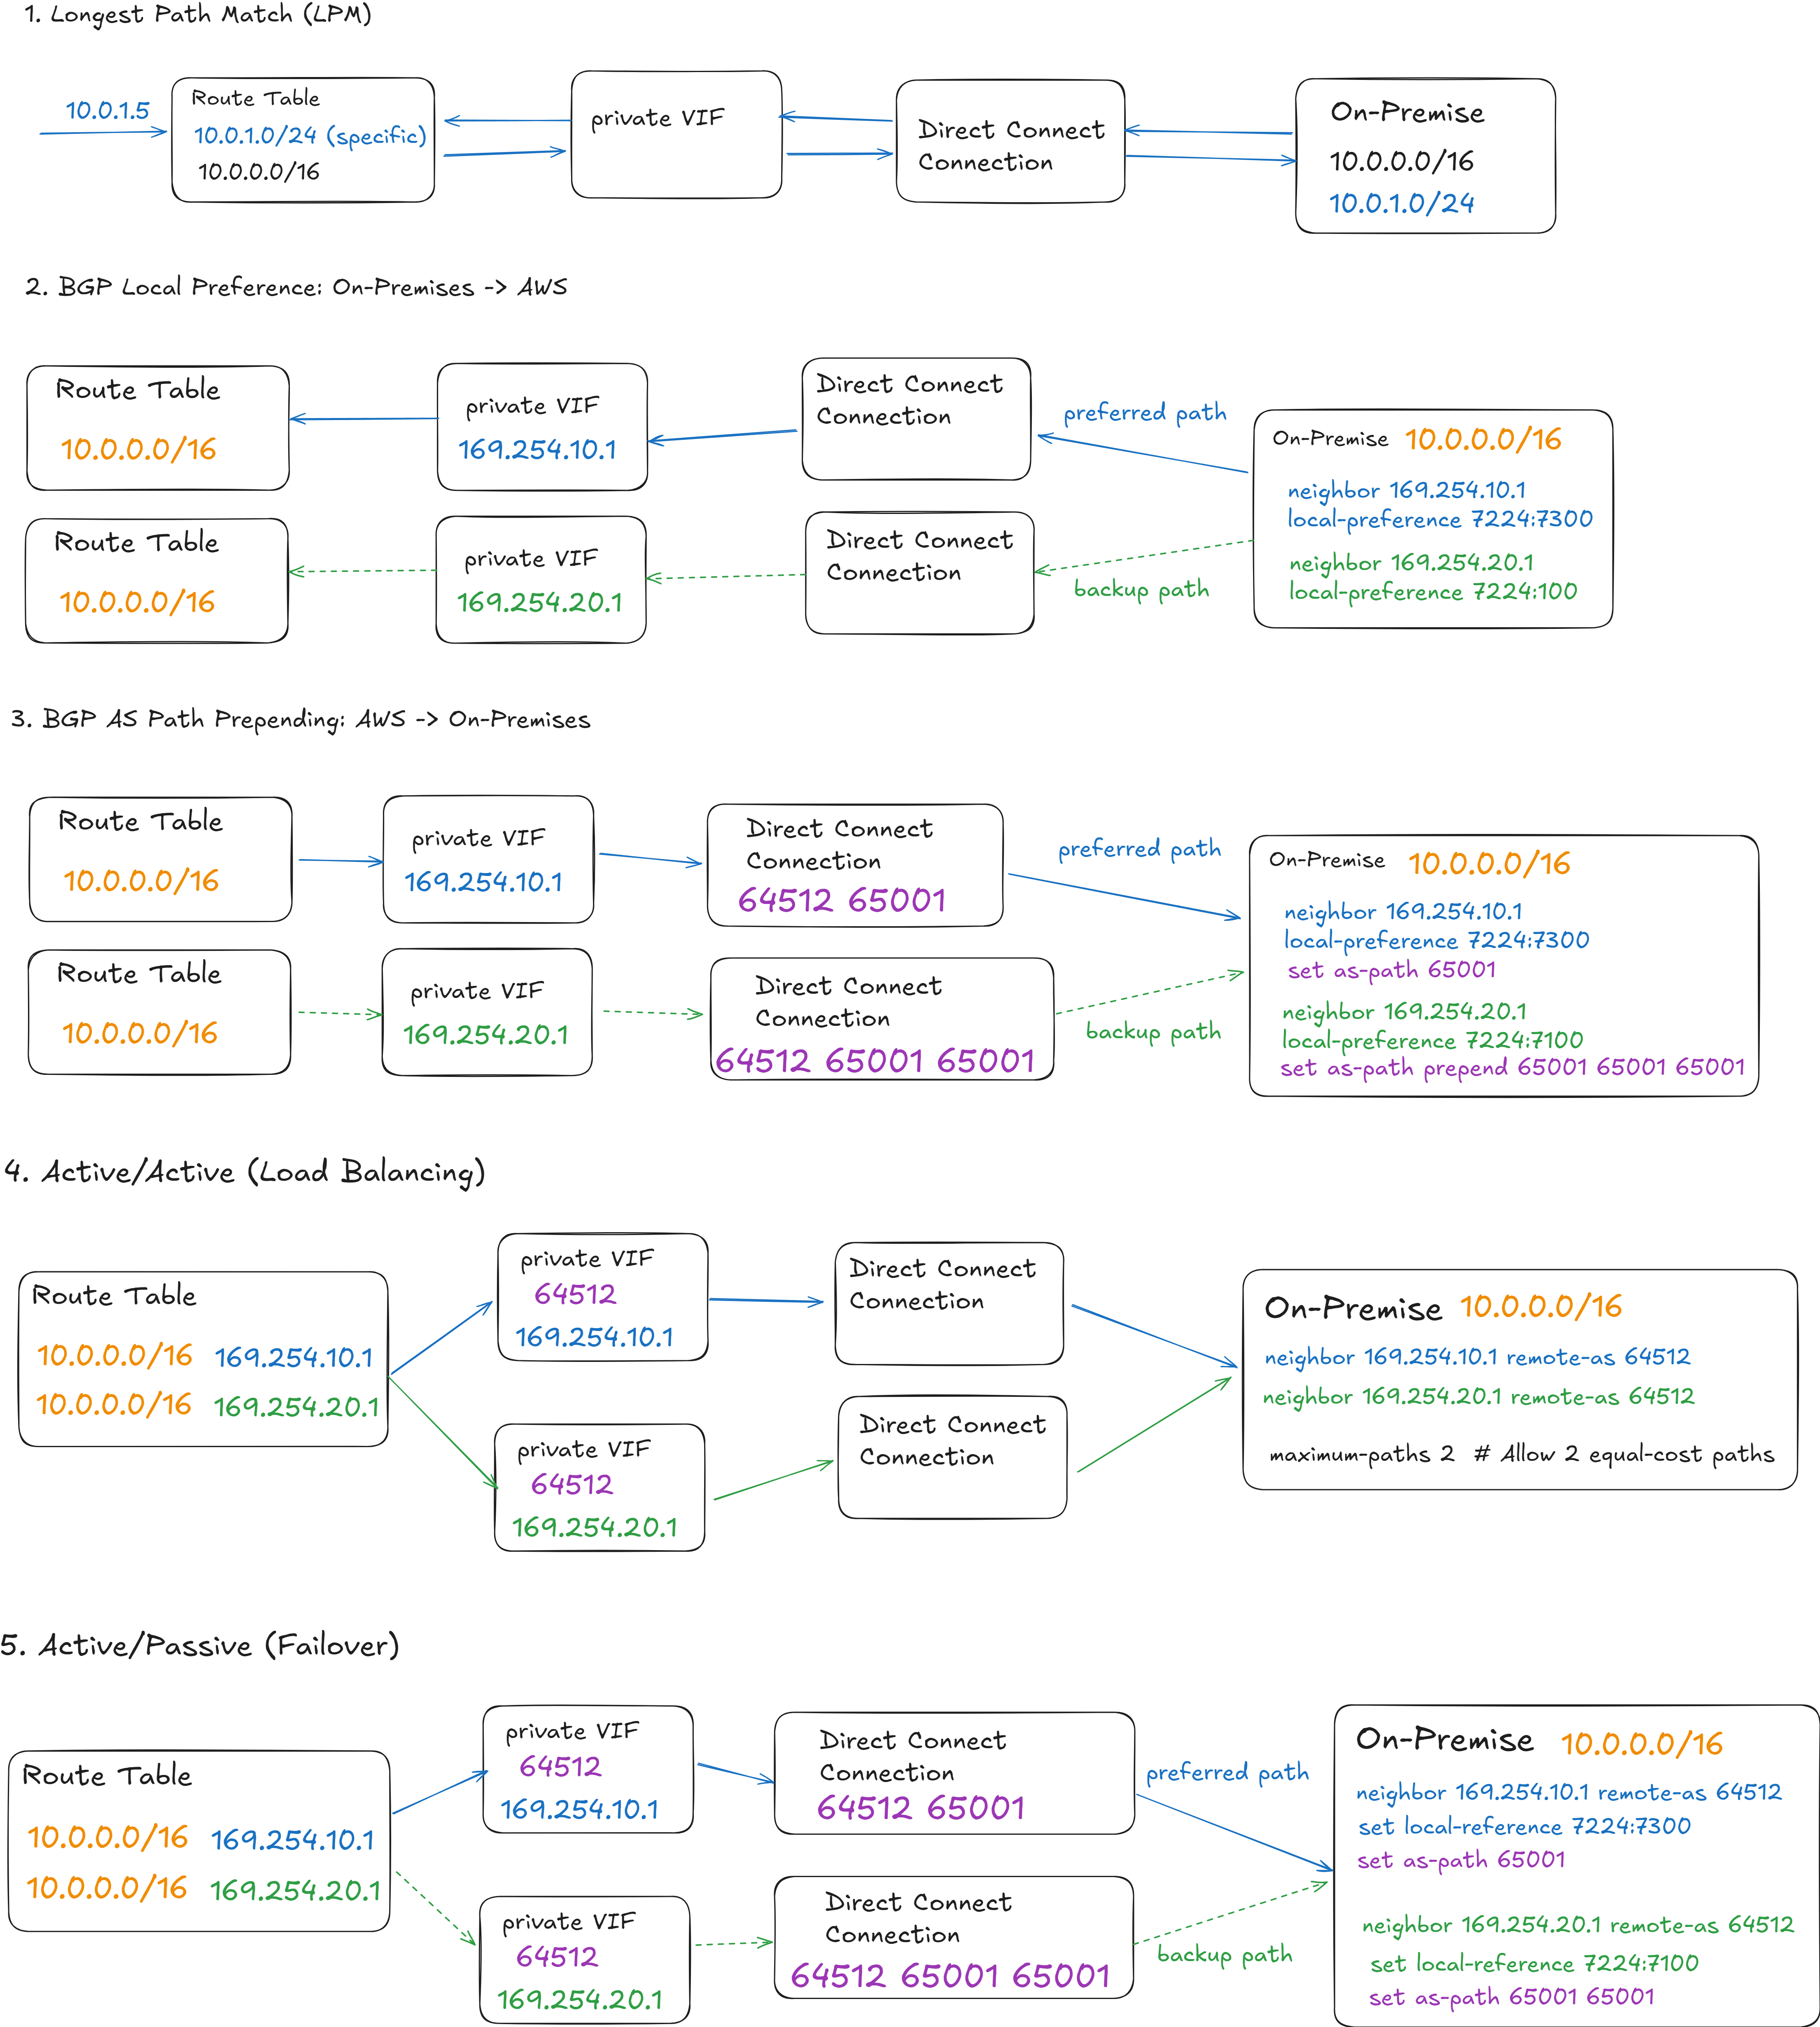 1. Longest Path Match (LPM)
10.0.1.5
Route Table
10.0.1.0/24 (specific)
10.0.0.0/16
private VIF
Direct Connect
Connection
On-Premise
10.0.0.0/16
10.0.1.0/24
2. BGP Local Preference: On-Premises -> AWS
Route Table
10.0.0.0/16
private VIF
169.254.10.1
Direct Connect
Connection
preferred path
Route Table
10.0.0.0/16
private VIF
169.254.20.1
Direct Connect
Connection
backup path
On-Premise 10.0.0.0/16
neighbor 169.254.10.1
local-preference 7224:7300
neighbor 169.254.20.1
local-preference 7224:100
3. BGP AS Path Prepending: AWS -> On-Premises
Route Table
10.0.0.0/16
private VIF
169.254.10.1
Direct Connect
Connection
64512 65001
preferred path
Route Table
10.0.0.0/16
private VIF
169.254.20.1
Direct Connect
Connection
64512 65001 65001
backup path
On-Premise 10.0.0.0/16
neighbor 169.254.10.1
local-preference 7224:7300
set as-path 65001
neighbor 169.254.20.1
local-preference 7224:7100
set as-path prepend 65001 65001 65001
4. Active/Active (Load Balancing)
Route Table
10.0.0.0/16 169.254.10.1
10.0.0.0/16 169.254.20.1
private VIF
64512
169.254.10.1
Direct Connect
Connection
private VIF
64512
169.254.20.1
Direct Connect
Connection
On-Premise 10.0.0.0/16
neighbor 169.254.10.1 remote-as 64512
neighbor 169.254.20.1 remote-as 64512
maximum-paths 2 # Allow 2 equal-cost paths
5. Active/Passive (Failover)
Route Table
10.0.0.0/16 169.254.10.1
10.0.0.0/16 169.254.20.1
private VIF
64512
169.254.10.1
Direct Connect
Connection
64512 65001
preferred path
private VIF
64512
169.254.20.1
Direct Connect
Connection
64512 65001 65001
backup path
On-Premise 10.0.0.0/16
neighbor 169.254.10.1 remote-as 64512
set local-reference 7224:7300
set as-path 65001
neighbor 169.254.20.1 remote-as 64512
set local-reference 7224:7100
set as-path 65001 65001